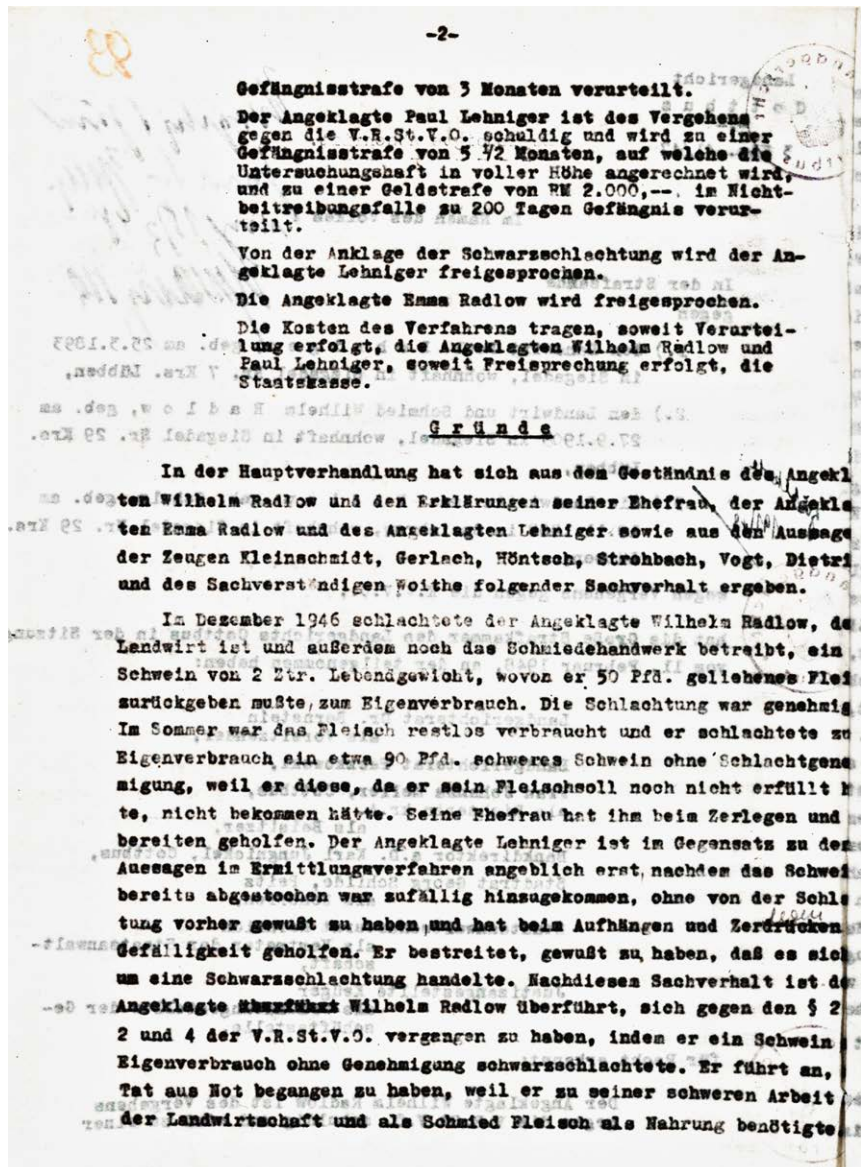 -2-
93
Gefängnisstrafe von 3 Monaten verurteilt.
Der Angeklagte Paul Lehniger ist des Vergehens
gegen die V.R.St.V.O. schuldig und wird zu einer
Gefängnisstrafe von 5 1/2 Monaten, auf welche die
Untersuchungshaft in voller Höhe angerechnet wird,
und zu einer Geldstrafe von RM 2.000,--. im Nicht-
beitreibungsfalle zu 200 Tagen Gefängnis verur-
teilt.
Von der Anklage der Schwarzschlachtung wird der An-
geklagte Lehniger freigesprochen.
Die Angeklagte Emma Radlow wird freigesprochen.
Die Kosten des Verfahrens tragen, soweit Verurtei-
lung erfolgt, die Angeklagten Wilhelm Radlow und
Paul Lehniger, soweit Freisprechung erfolgt, die
Staatskasse.
Gründe
In der Hauptverhandlung hat sich aus dem Geständnis des Angekl
ten Wilhelm Radlow und den Erklärungen seiner Ehefrau, der Angekla
ten Emma Radlow und des Angeklagten Lehniger sowie aus den Aussage
der Zeugen Kleinschmidt, Gerlach, Höntsch, Strohbach, Vogt, Dietri
und des Sachverständigen Woithe folgender Sachverhalt ergeben.
Im Dezember 1946 schlachtete der Angeklagte Wilhelm Radlow, de
Landwirt ist und außerdem noch das Schmiedehandwerk betreibt, ein
Schwein von 2 Ztr. Lebendgewicht, wovon er 50 Pfd. geliehenes Flei
zurückgeben mußte, zum Eigenverbrauch. Die Schlachtung war genehmig
Im Sommer war das Fleisch restlos verbraucht und er schlachtete zu
Eigenverbrauch ein etwa 90 Pfd. schweres Schwein ohne Schlachtgene
migung, weil er diese, da er sein Fleischsoll noch nicht erfüllt h
te, nicht bekommen hätte. Seine Ehefrau hat ihm beim Zerlegen und
bereiten geholfen. Der Angeklagte Lehniger ist im Gegensatz zu den
Aussagen im Ermittlungsverfahren angeblich erst, nachdem das Schwei
bereits abgestochen war zufällig hinzugekommen, ohne von der Schla
tung vorher gewußt zu haben, und hat beim Aufhängen und Zerdrücken legen
Gefälligkeit geholfen. Er bestreitet, gewußt zu haben, daß es sich
um eine Schwarzschlachtung handelte. Nachdiesem Sachverhalt ist de
Angeklagte überführt Wilhelm Radlow überführt, sich gegen den § 2
2 und 4 der V.R.St.V.O. vergangen zu haben, indem er ein Schwein
Eigenverbrauch ohne Genehmigung schwarzschlachtete. Er führt an,
Tat aus Not begangen zu haben, weil er zu seiner schweren Arbeit
der Landwirtschaft und als Schmied Fleisch als Nahrung benötigte.